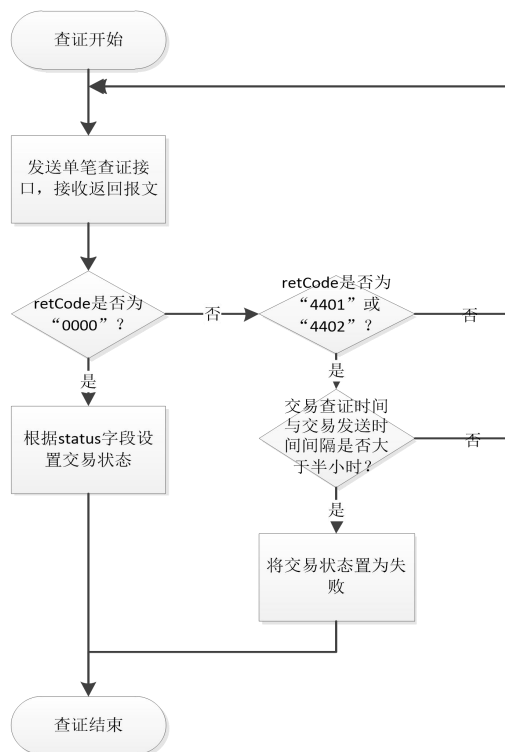 查证开始
发送单笔查证接
口，接收返回报文
retCode是否为
“0000”？
否
retCode是否为
“4401”或
“4402”？
否
是
是
交易查证时间
与交易发送时
间间隔是否大
于半小时？
否
根据status字段设
置交易状态
是
将交易状态置为失
败
查证结束